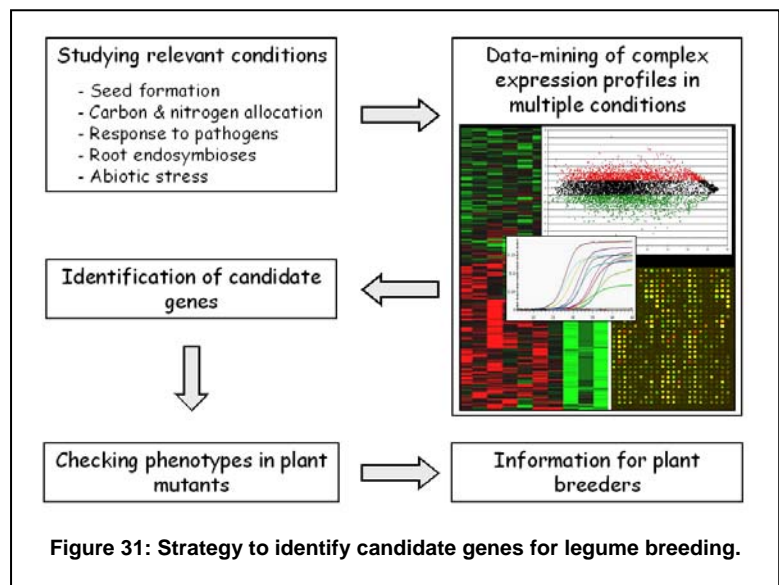 Studying relevant conditions
- Seed formation
- Carbon & nitrogen allocation
- Response to pathogens
- Root endosymbioses
- Abiotic stress
Data-mining of complex
expression profiles in
multiple conditions
Identification of candidate
genes
Checking phenotypes in plant
mutants
Information for plant
breeders
Figure 31: Strategy to identify candidate genes for legume breeding.